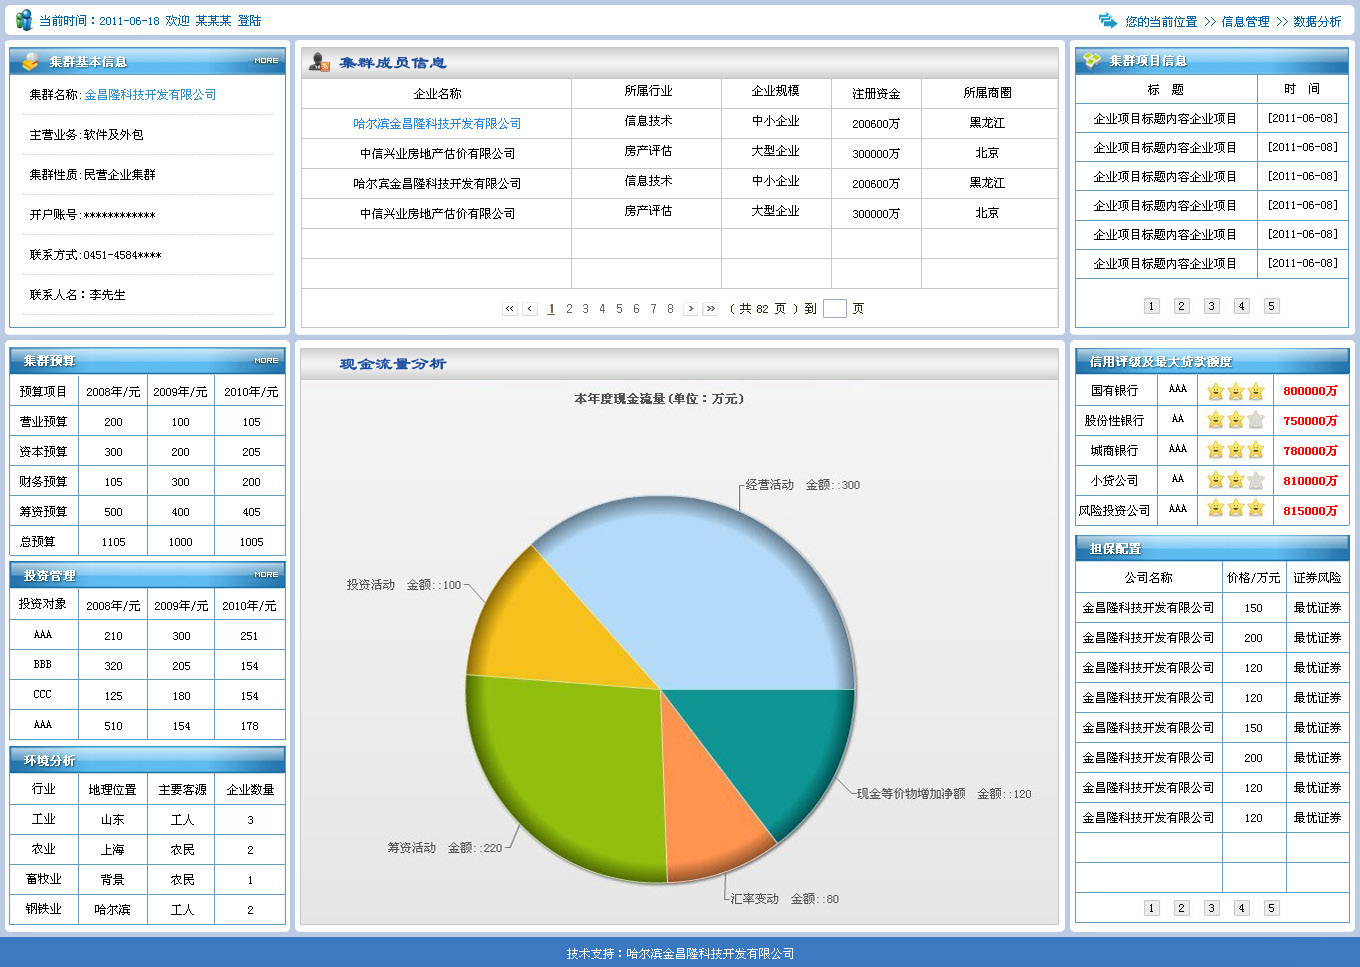 当前时间：2011-06-18 欢迎 某某某 登陆
您的当前位置 >> 信息管理 >> 数据分析
集群基本信息 MORE
集群名称:金昌隆科技开发有限公司
主营业务:软件及外包
集群性质:民营企业集群
开户账号:************
联系方式:0451-4584****
联系人名：李先生
集群成员信息
企业名称 所属行业 企业规模 注册资金 所属商圈
哈尔滨金昌隆科技开发有限公司 信息技术 中小企业 200600万 黑龙江
中信兴业房地产估价有限公司 房产评估 大型企业 300000万 北京
哈尔滨金昌隆科技开发有限公司 信息技术 中小企业 200600万 黑龙江
中信兴业房地产估价有限公司 房产评估 大型企业 300000万 北京
« ‹ 1 2 3 4 5 6 7 8 › » ( 共 82 页 ) 到 页
集群项目信息
标 题 时 间
企业项目标题内容企业项目 [2011-06-08]
企业项目标题内容企业项目 [2011-06-08]
企业项目标题内容企业项目 [2011-06-08]
企业项目标题内容企业项目 [2011-06-08]
企业项目标题内容企业项目 [2011-06-08]
企业项目标题内容企业项目 [2011-06-08]
1 2 3 4 5
集群预算 MORE
预算项目 2008年/元 2009年/元 2010年/元
营业预算 200 100 105
资本预算 300 200 205
财务预算 105 300 200
筹资预算 500 400 405
总预算 1105 1000 1005
投资管理 MORE
投资对象 2008年/元 2009年/元 2010年/元
AAA 210 300 251
BBB 320 205 154
CCC 125 180 154
AAA 510 154 178
环境分析
行业 地理位置 主要客源 企业数量
工业 山东 工人 3
农业 上海 农民 2
畜牧业 背景 农民 1
钢铁业 哈尔滨 工人 2
现金流量分析
本年度现金流量(单位：万元)
经营活动 金额::300
投资活动 金额::100
现金等价物增加净额 金额::120
筹资活动 金额::220
汇率变动 金额::80
信用评级及最大贷款额度
国有银行 AAA 800000万
股份性银行 AA 750000万
城商银行 AAA 780000万
小贷公司 AA 810000万
风险投资公司 AAA 815000万
担保配置
公司名称 价格/万元 证券风险
金昌隆科技开发有限公司 150 最忧证券
金昌隆科技开发有限公司 200 最忧证券
金昌隆科技开发有限公司 120 最忧证券
金昌隆科技开发有限公司 120 最忧证券
金昌隆科技开发有限公司 150 最忧证券
金昌隆科技开发有限公司 200 最忧证券
金昌隆科技开发有限公司 120 最忧证券
金昌隆科技开发有限公司 120 最忧证券
1 2 3 4 5
技术支持：哈尔滨金昌隆科技开发有限公司